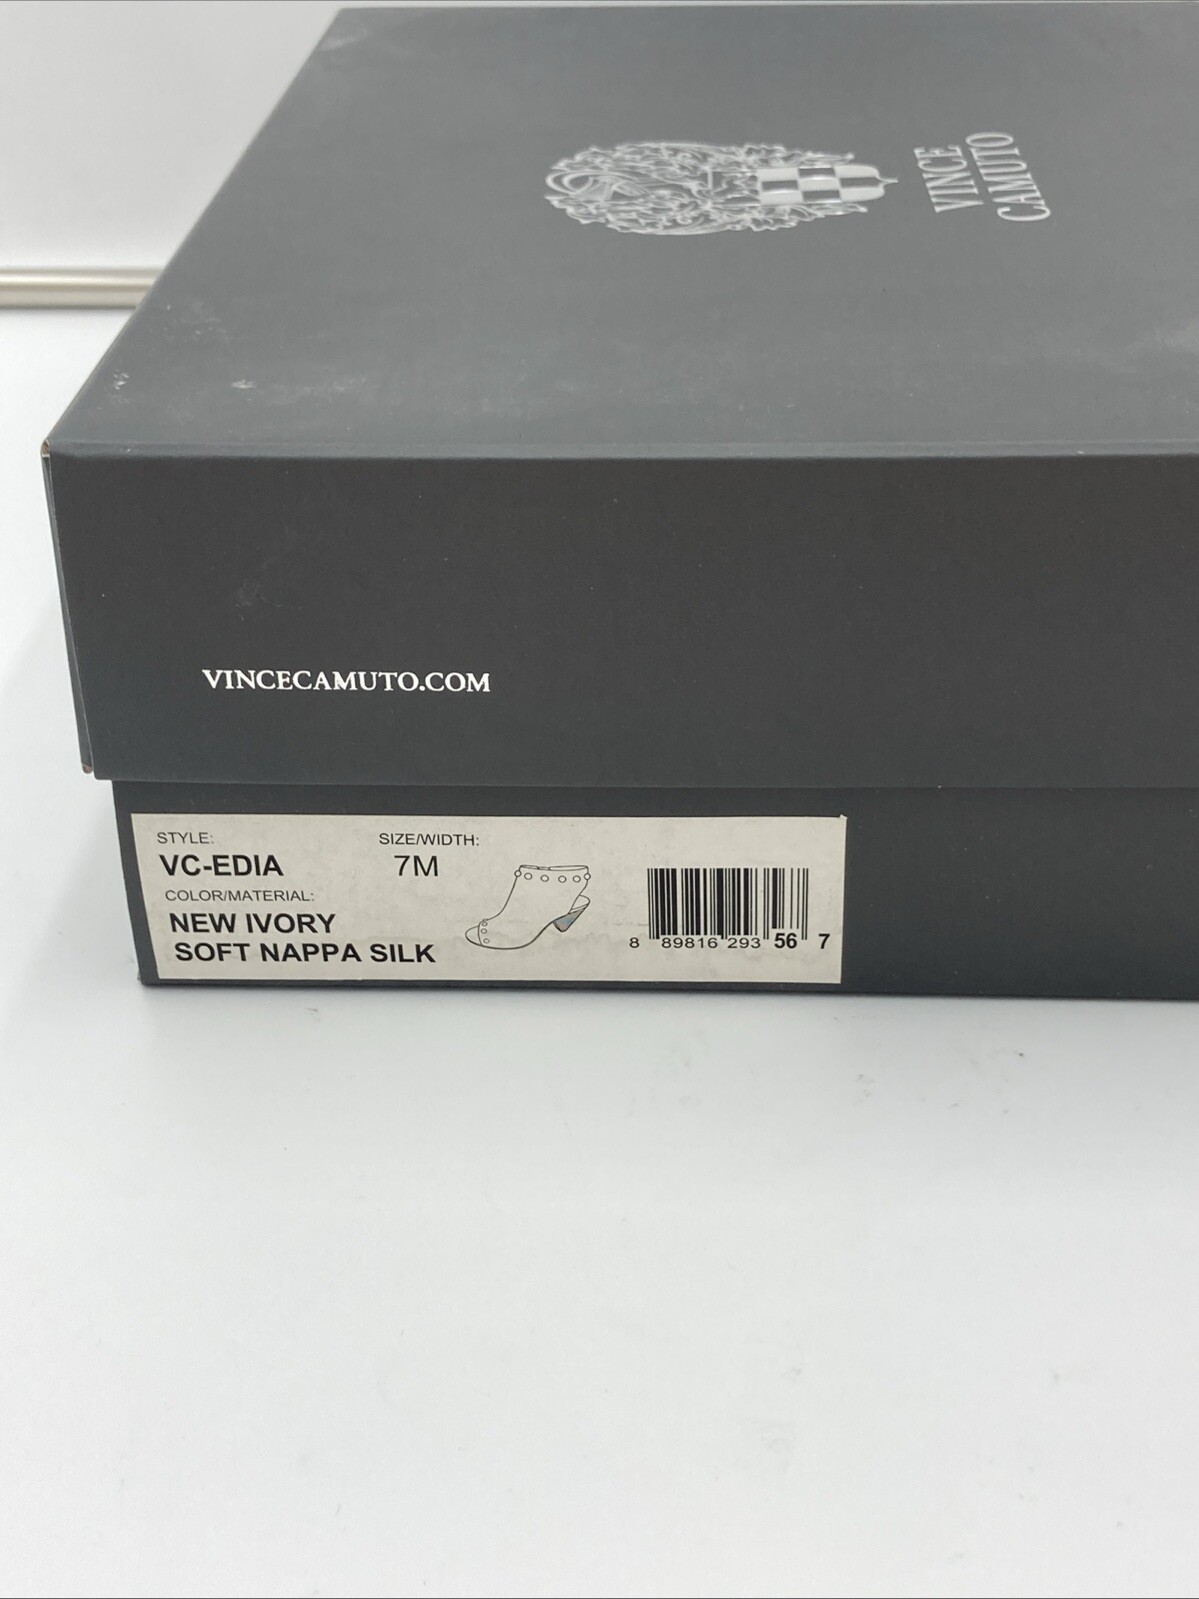 VINCE
CAMUTO
VINCECAMUTO.COM
STYLE: SIZE/WIDTH:
VC-EDIA 7M
COLOR/MATERIAL:
NEW IVORY
SOFT NAPPA SILK
8 89816 293 56 7